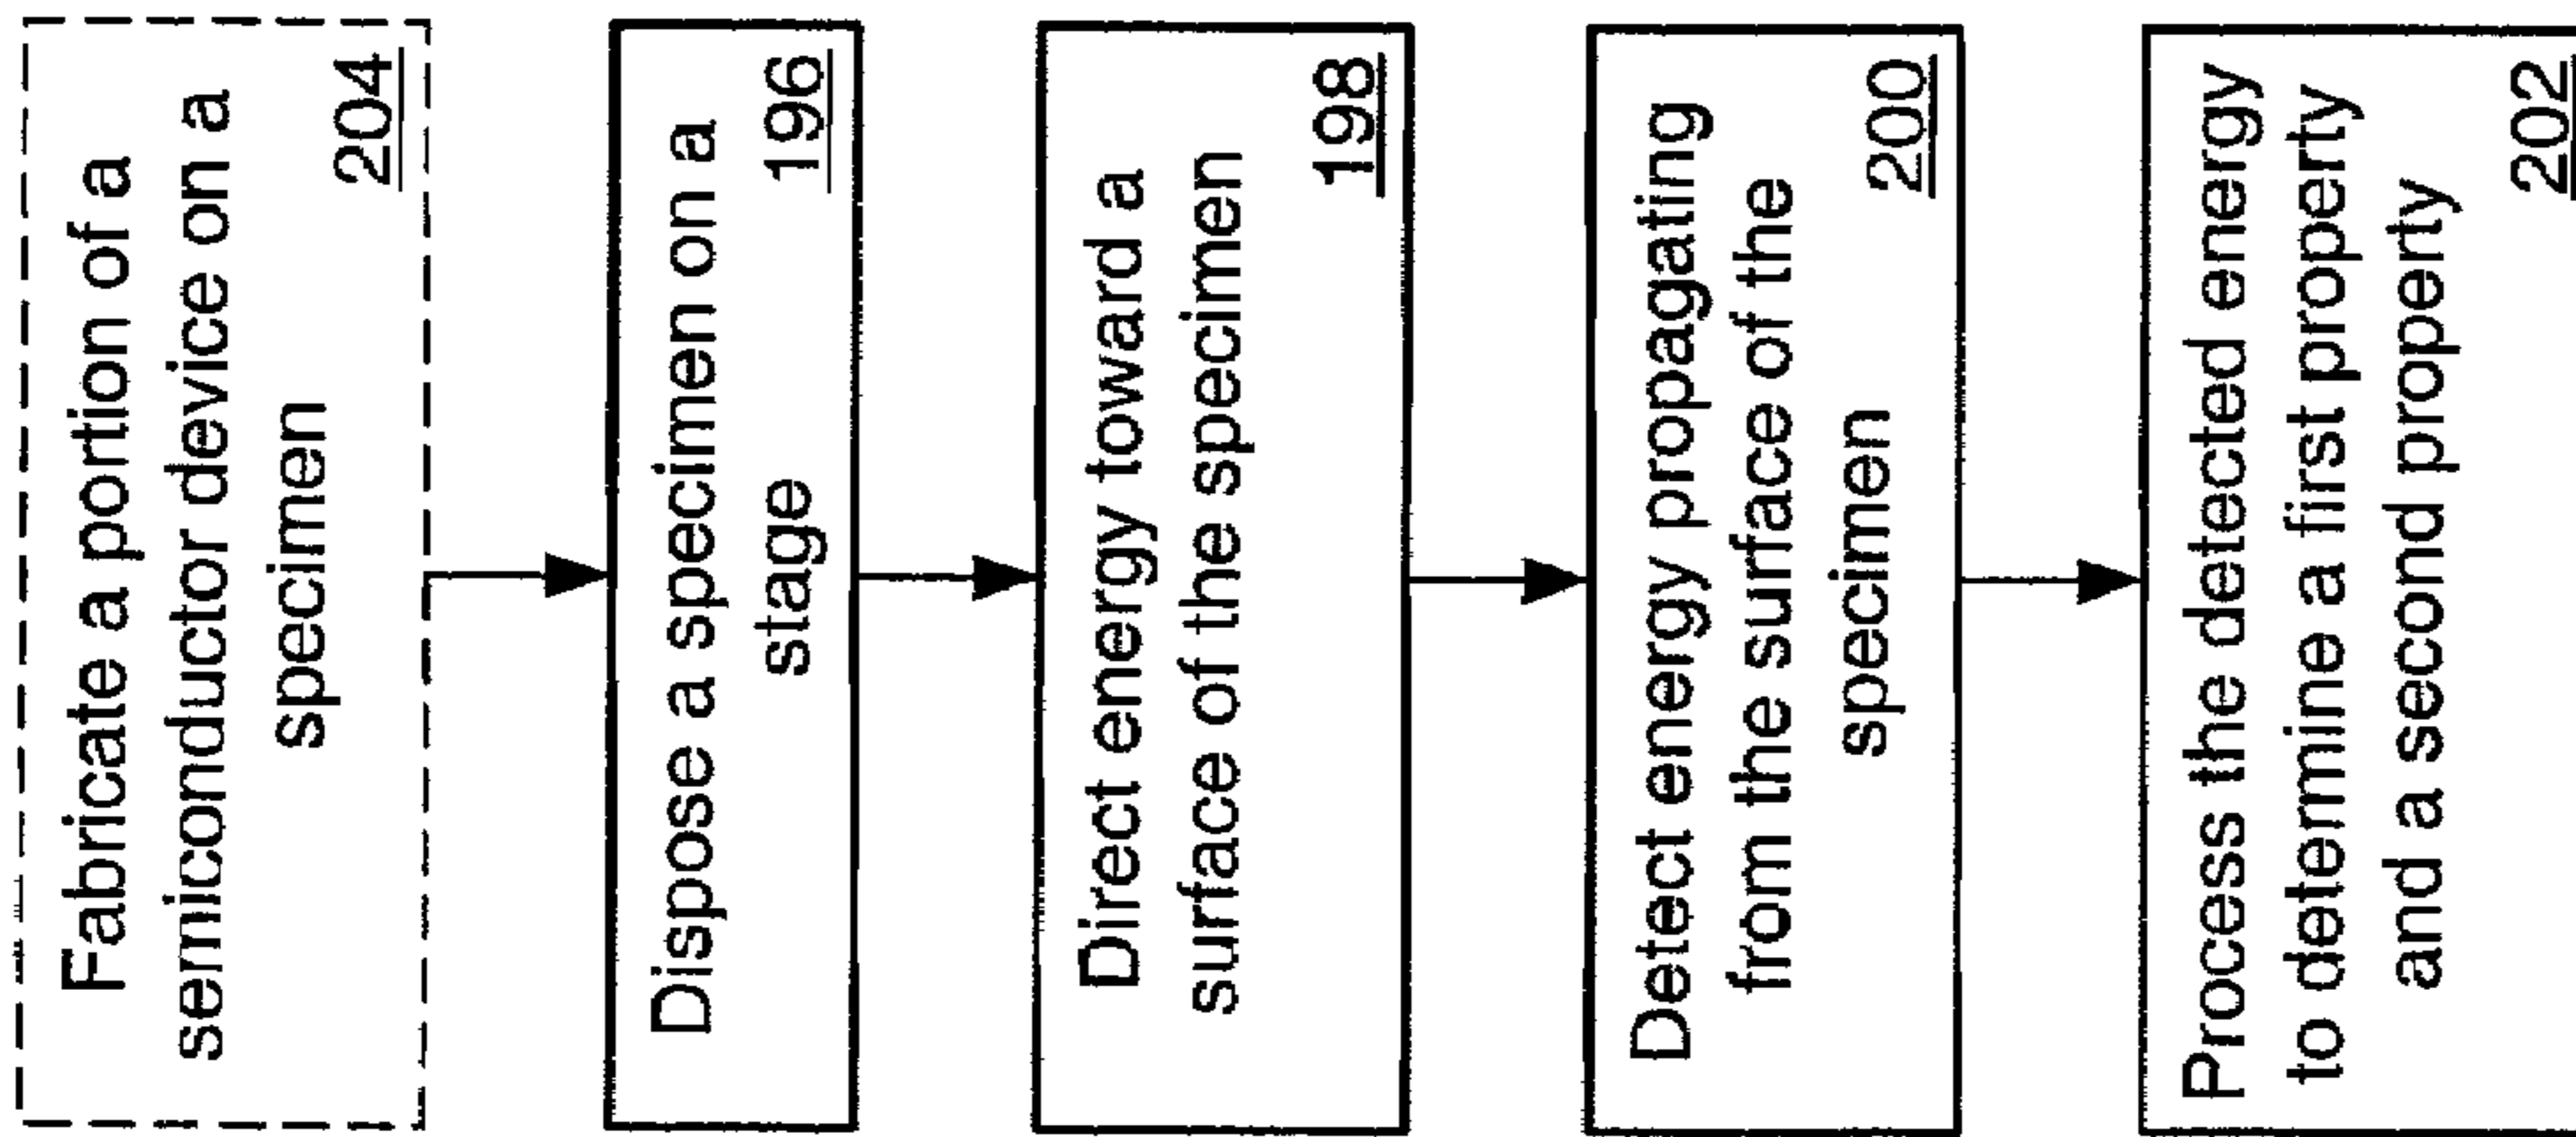 Fabricate a portion of a
semiconductor device on a
specimen
204
Dispose a specimen on a
stage
196
Direct energy toward a
surface of the specimen
198
Detect energy propagating
from the surface of the
specimen
200
Process the detected energy
to determine a first property
and a second property
202